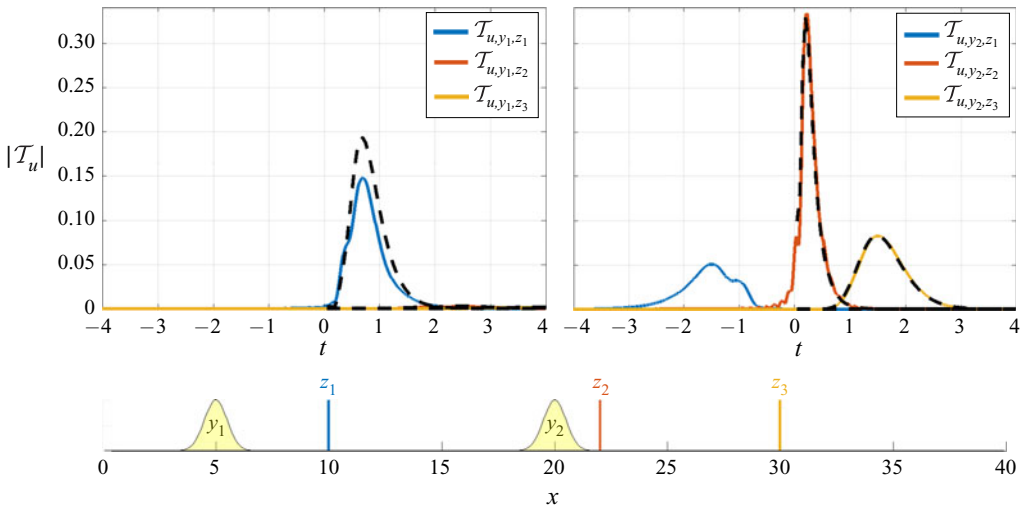 0.30
0.25
0.20
0.15
0.10
0.05
0
|𝒯_u|
𝒯_{u,y_1,z_1}
𝒯_{u,y_1,z_2}
𝒯_{u,y_1,z_3}
−4 −3 −2 −1 0 1 2 3 4
t
𝒯_{u,y_2,z_1}
𝒯_{u,y_2,z_2}
𝒯_{u,y_2,z_3}
−4 −3 −2 −1 0 1 2 3 4
t
z_1 z_2 z_3
y_1 y_2
0 5 10 15 20 25 30 35 40
x